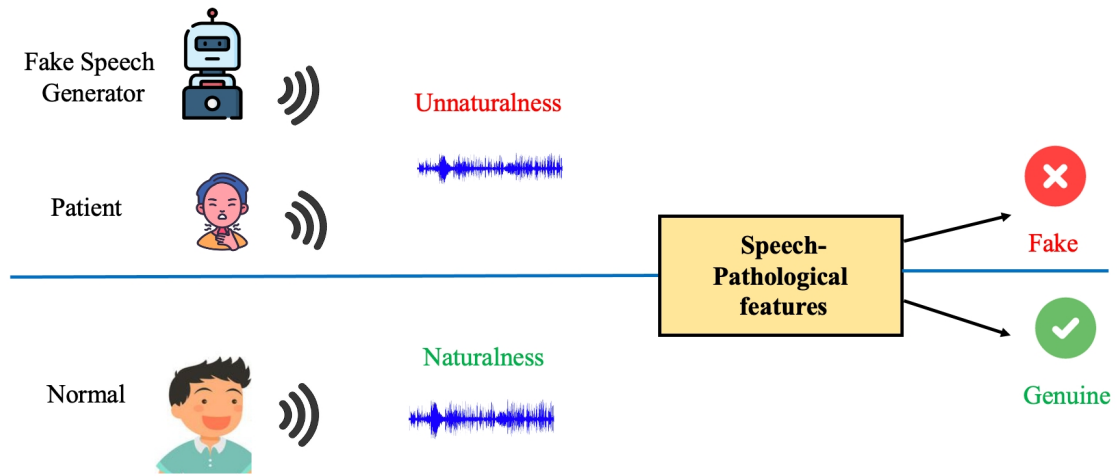 Fake Speech
Generator
Unnaturalness
Patient
Speech-
Pathological
features
Fake
Naturalness
Normal
Genuine